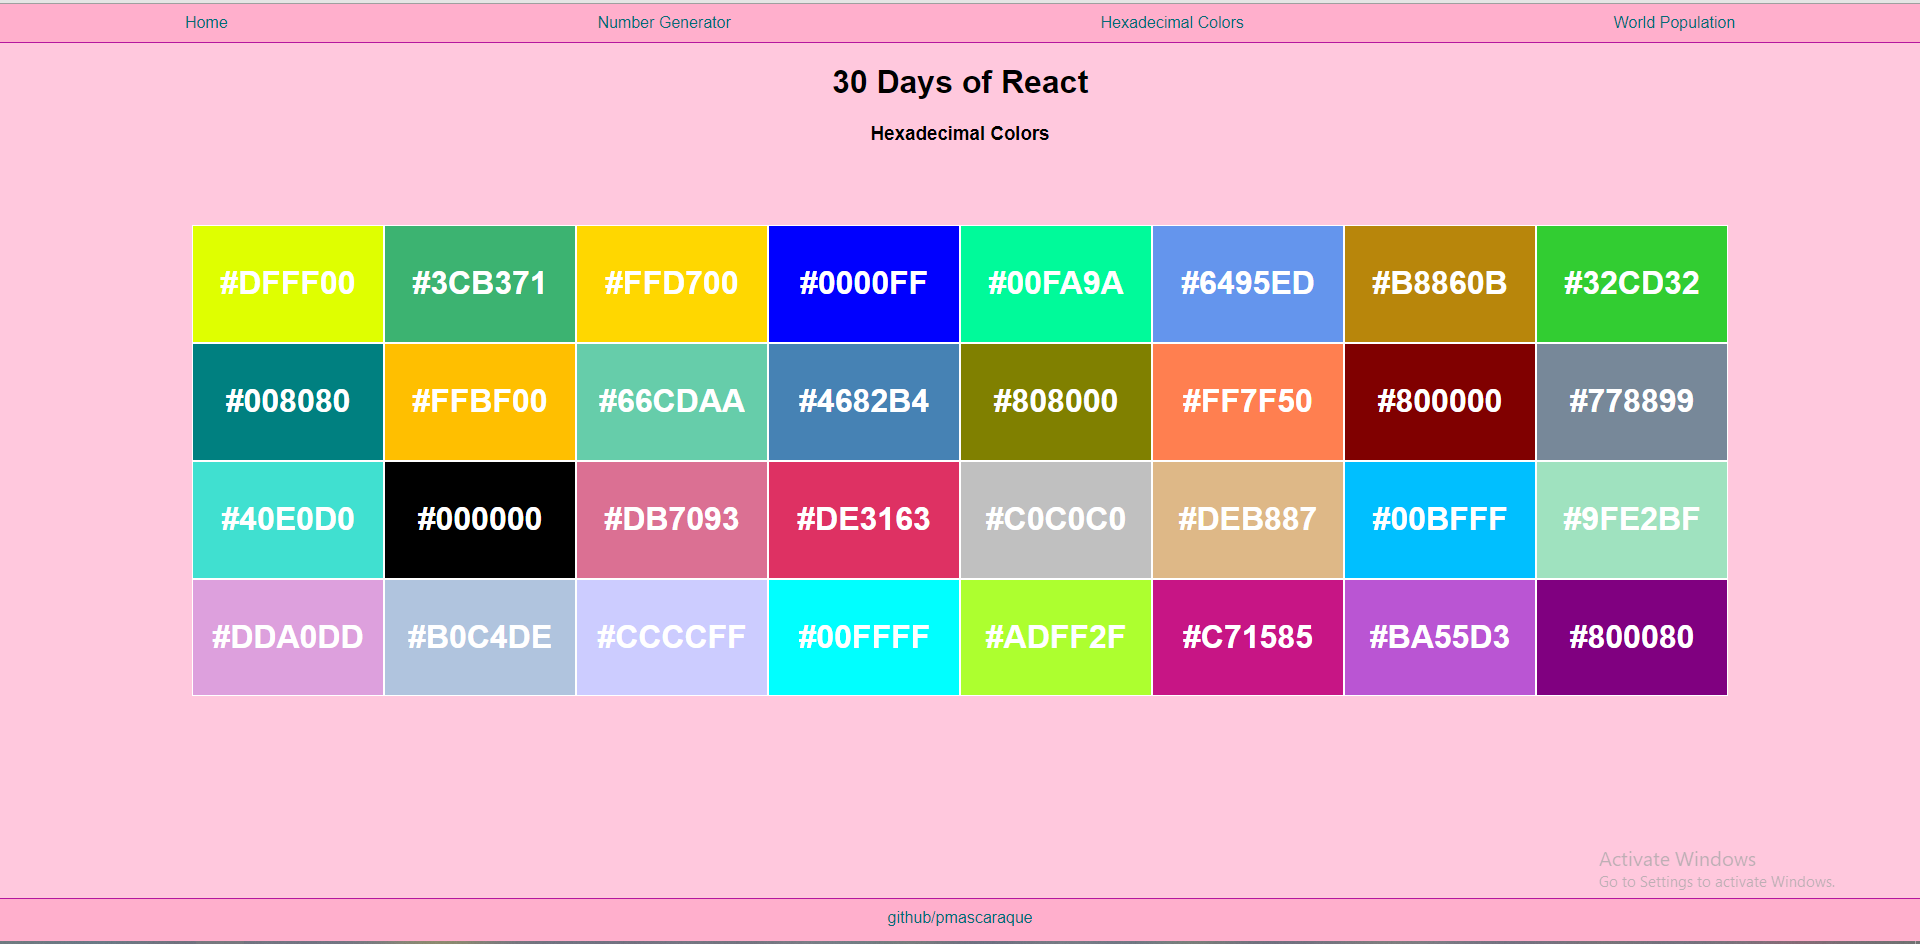 Home Number Generator Hexadecimal Colors World Population
30 Days of React
Hexadecimal Colors
#DFFF00 #3CB371 #FFD700 #0000FF #00FA9A #6495ED #B8860B #32CD32
#008080 #FFBF00 #66CDAA #4682B4 #808000 #FF7F50 #800000 #778899
#40E0D0 #000000 #DB7093 #DE3163 #C0C0C0 #DEB887 #00BFFF #9FE2BF
#DDA0DD #B0C4DE #CCCCFF #00FFFF #ADFF2F #C71585 #BA55D3 #800080
Activate Windows
Go to Settings to activate Windows.
github/pmascaraque